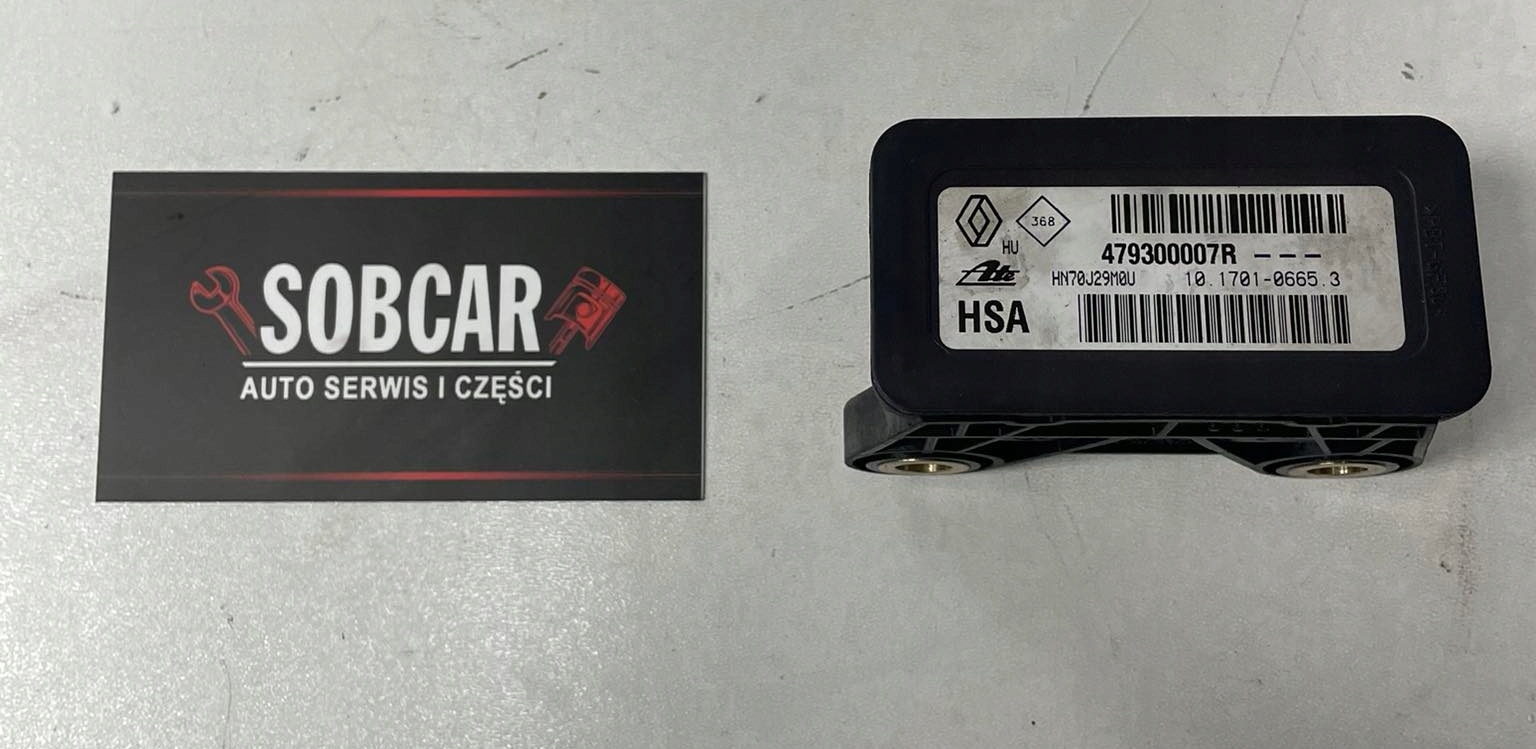 SOBCAR
AUTO SERWIS I CZĘŚCI
368
HU
479300007R - - -
Ate
HN70J29M0U 10.1701-0665.3
HSA